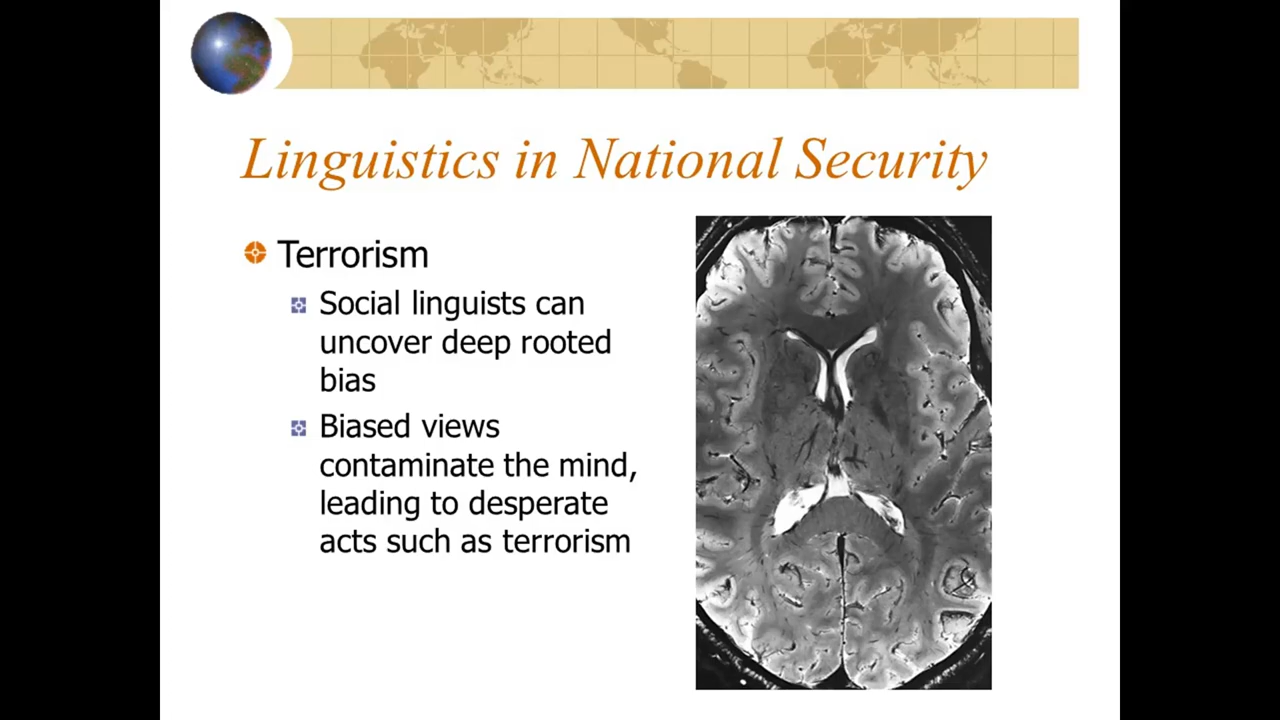 Linguistics in National Security
Terrorism
Social linguists can
uncover deep rooted
bias
Biased views
contaminate the mind,
leading to desperate
acts such as terrorism